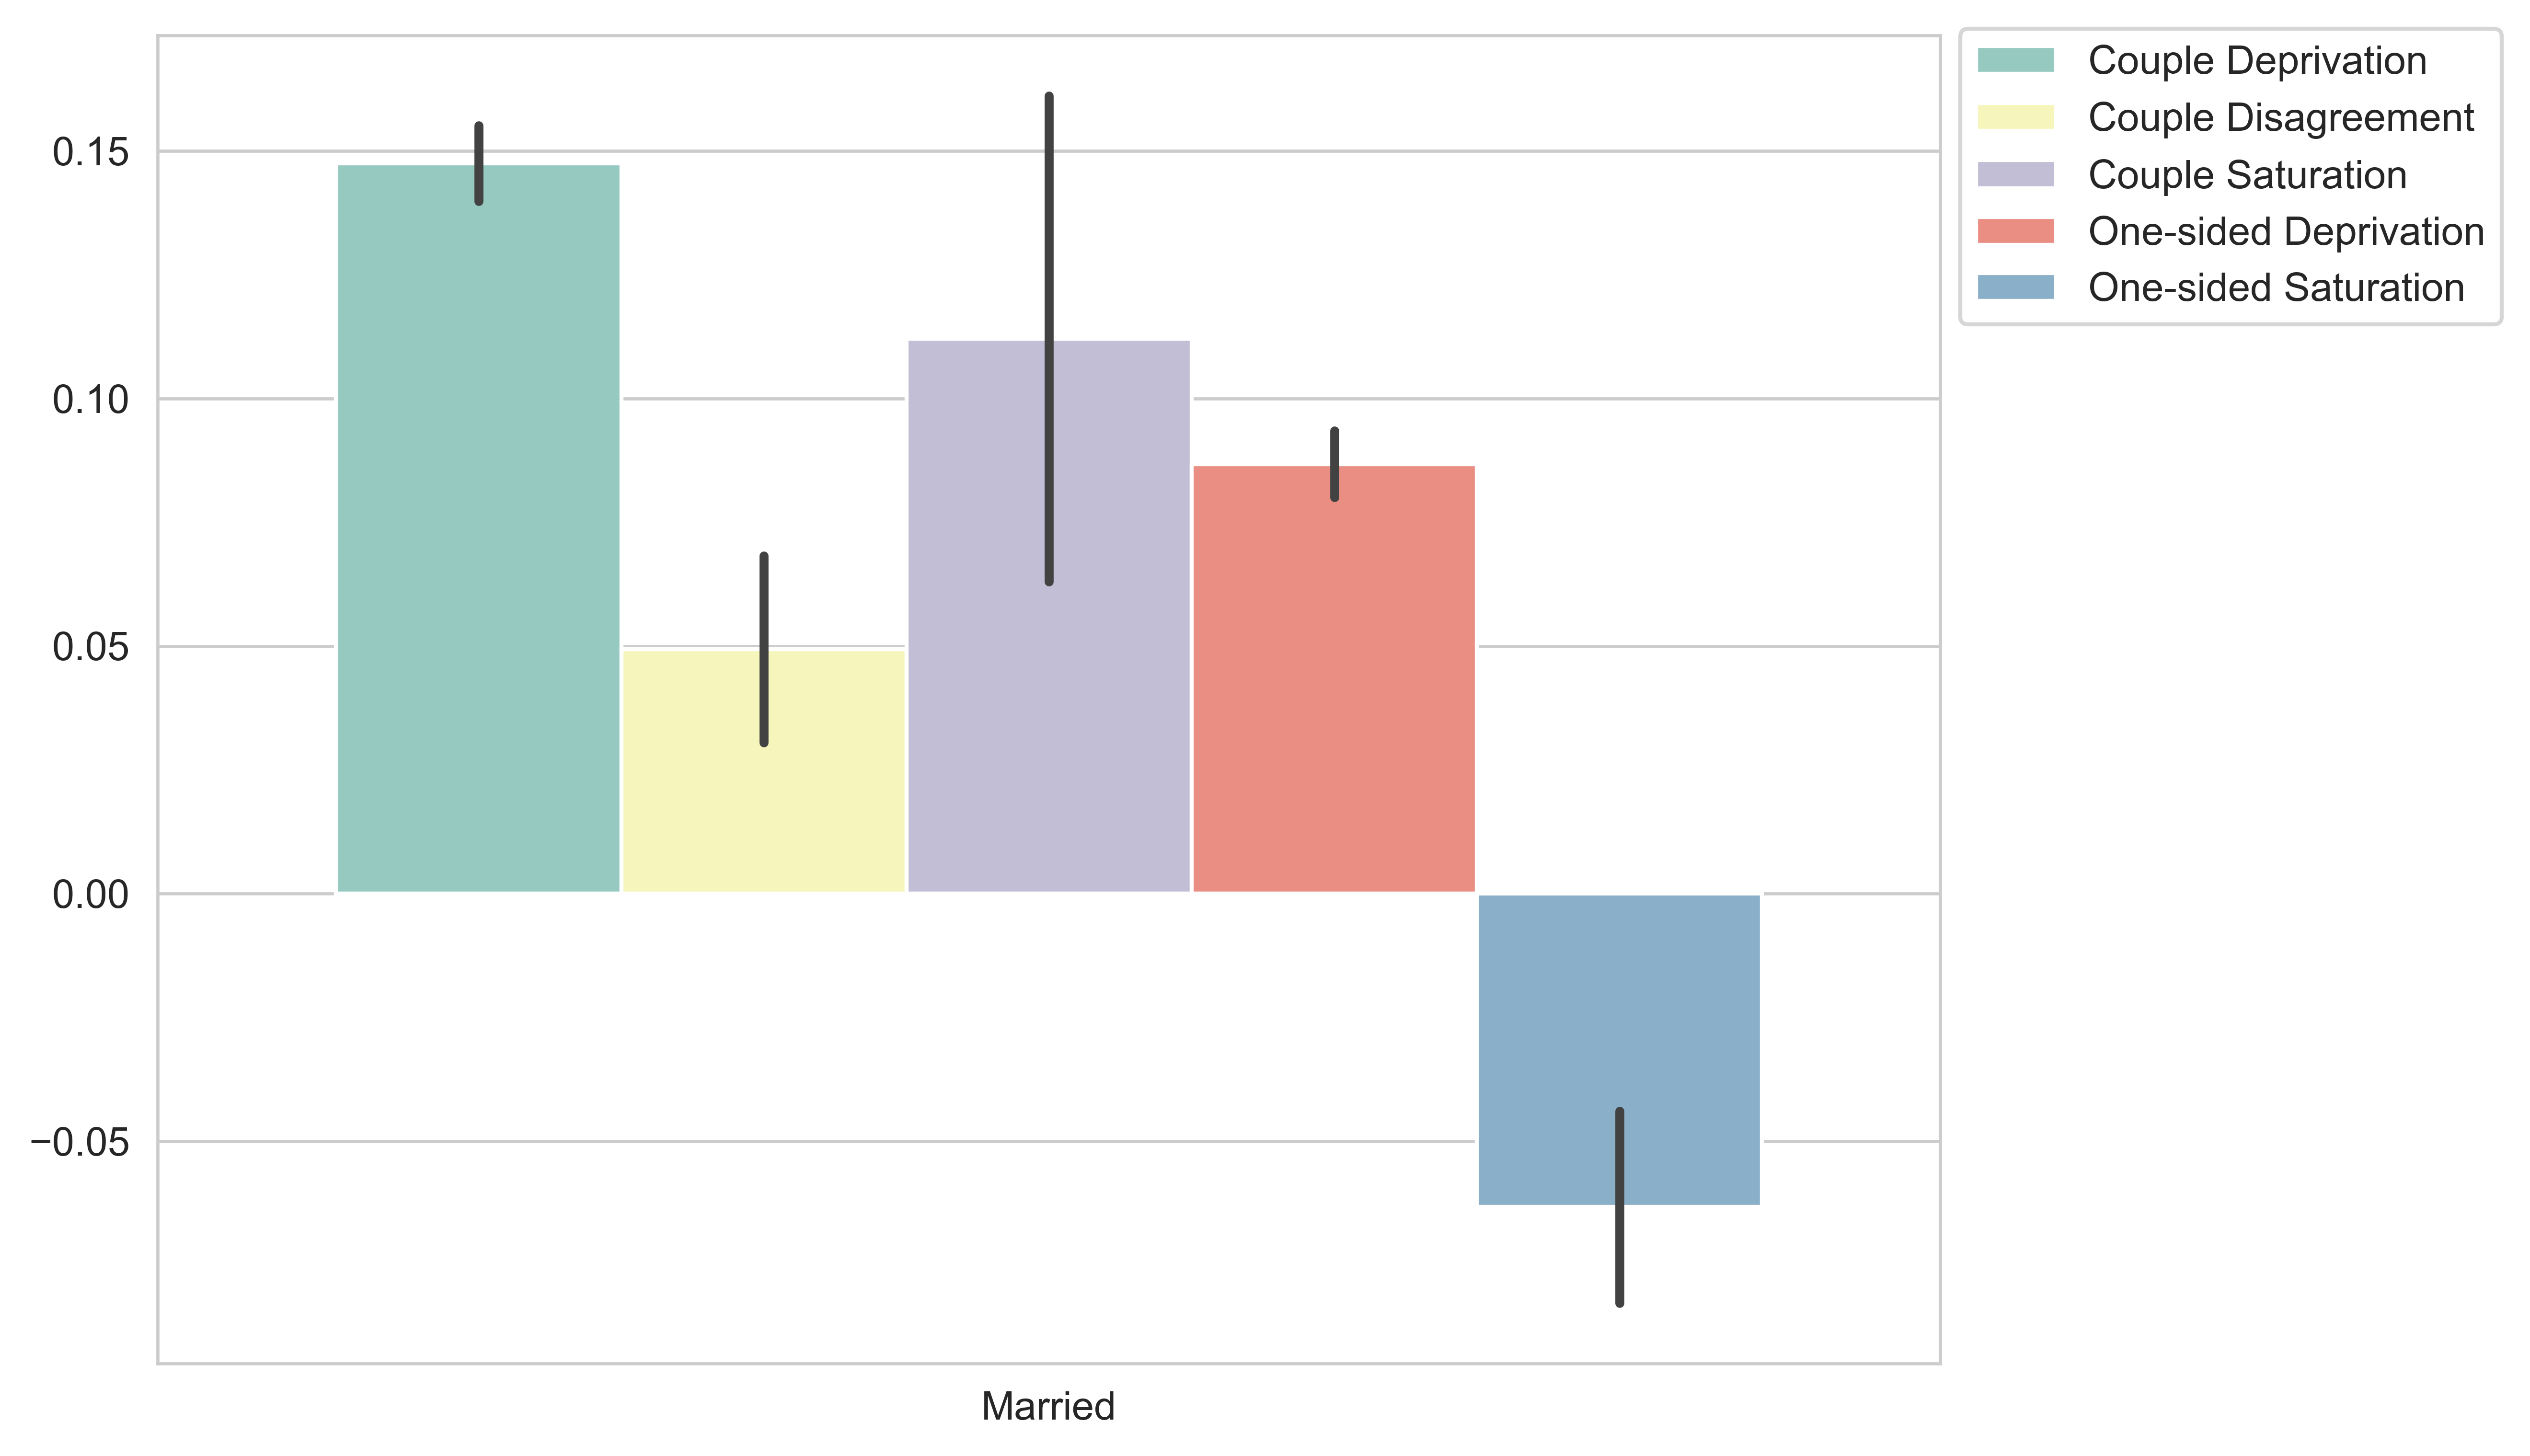 Couple Deprivation
Couple Disagreement
Couple Saturation
One-sided Deprivation
One-sided Saturation
0.15
0.10
0.05
0.00
−0.05
Married